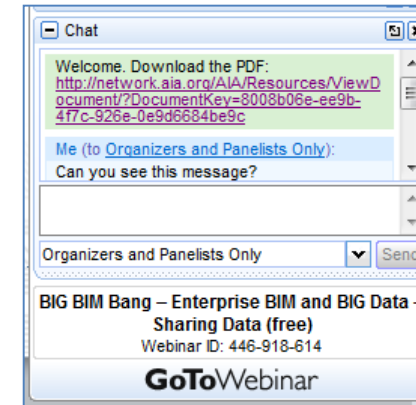 Chat
Welcome. Download the PDF:
http://network.aia.org/AIA/Resources/ViewD
ocument/?DocumentKey=8008b06e-ee9b-
4f7c-926e-0e9d6684be9c
Me (to Organizers and Panelists Only):
Can you see this message?
Organizers and Panelists Only
Send
BIG BIM Bang – Enterprise BIM and BIG Data -
Sharing Data (free)
Webinar ID: 446-918-614
GoToWebinar